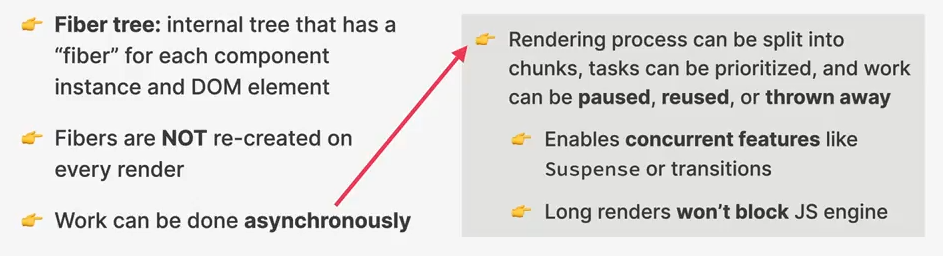 👉 Fiber tree: internal tree that has a
“fiber” for each component
instance and DOM element
👉 Fibers are NOT re-created on
every render
👉 Work can be done asynchronously
👉 Rendering process can be split into
chunks, tasks can be prioritized, and work
can be paused, reused, or thrown away
👉 Enables concurrent features like
Suspense or transitions
👉 Long renders won’t block JS engine